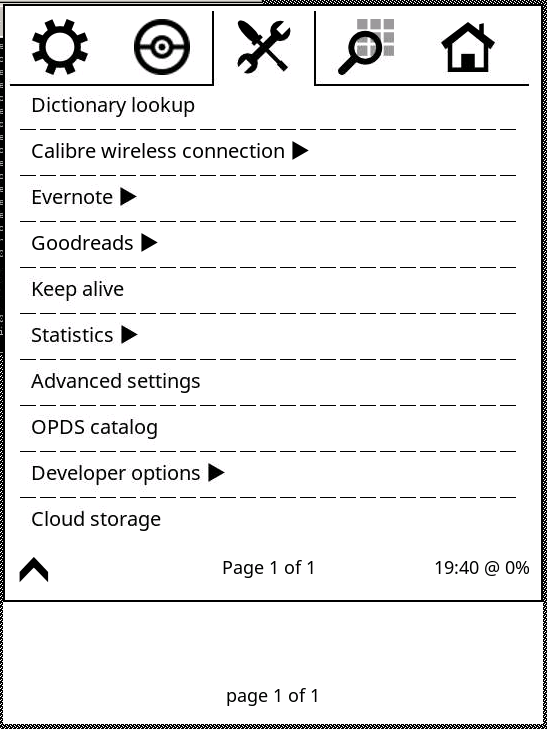 Dictionary lookup
Calibre wireless connection ▶
Evernote ▶
Goodreads ▶
Keep alive
Statistics ▶
Advanced settings
OPDS catalog
Developer options ▶
Cloud storage
Page 1 of 1 19:40 @ 0%
page 1 of 1